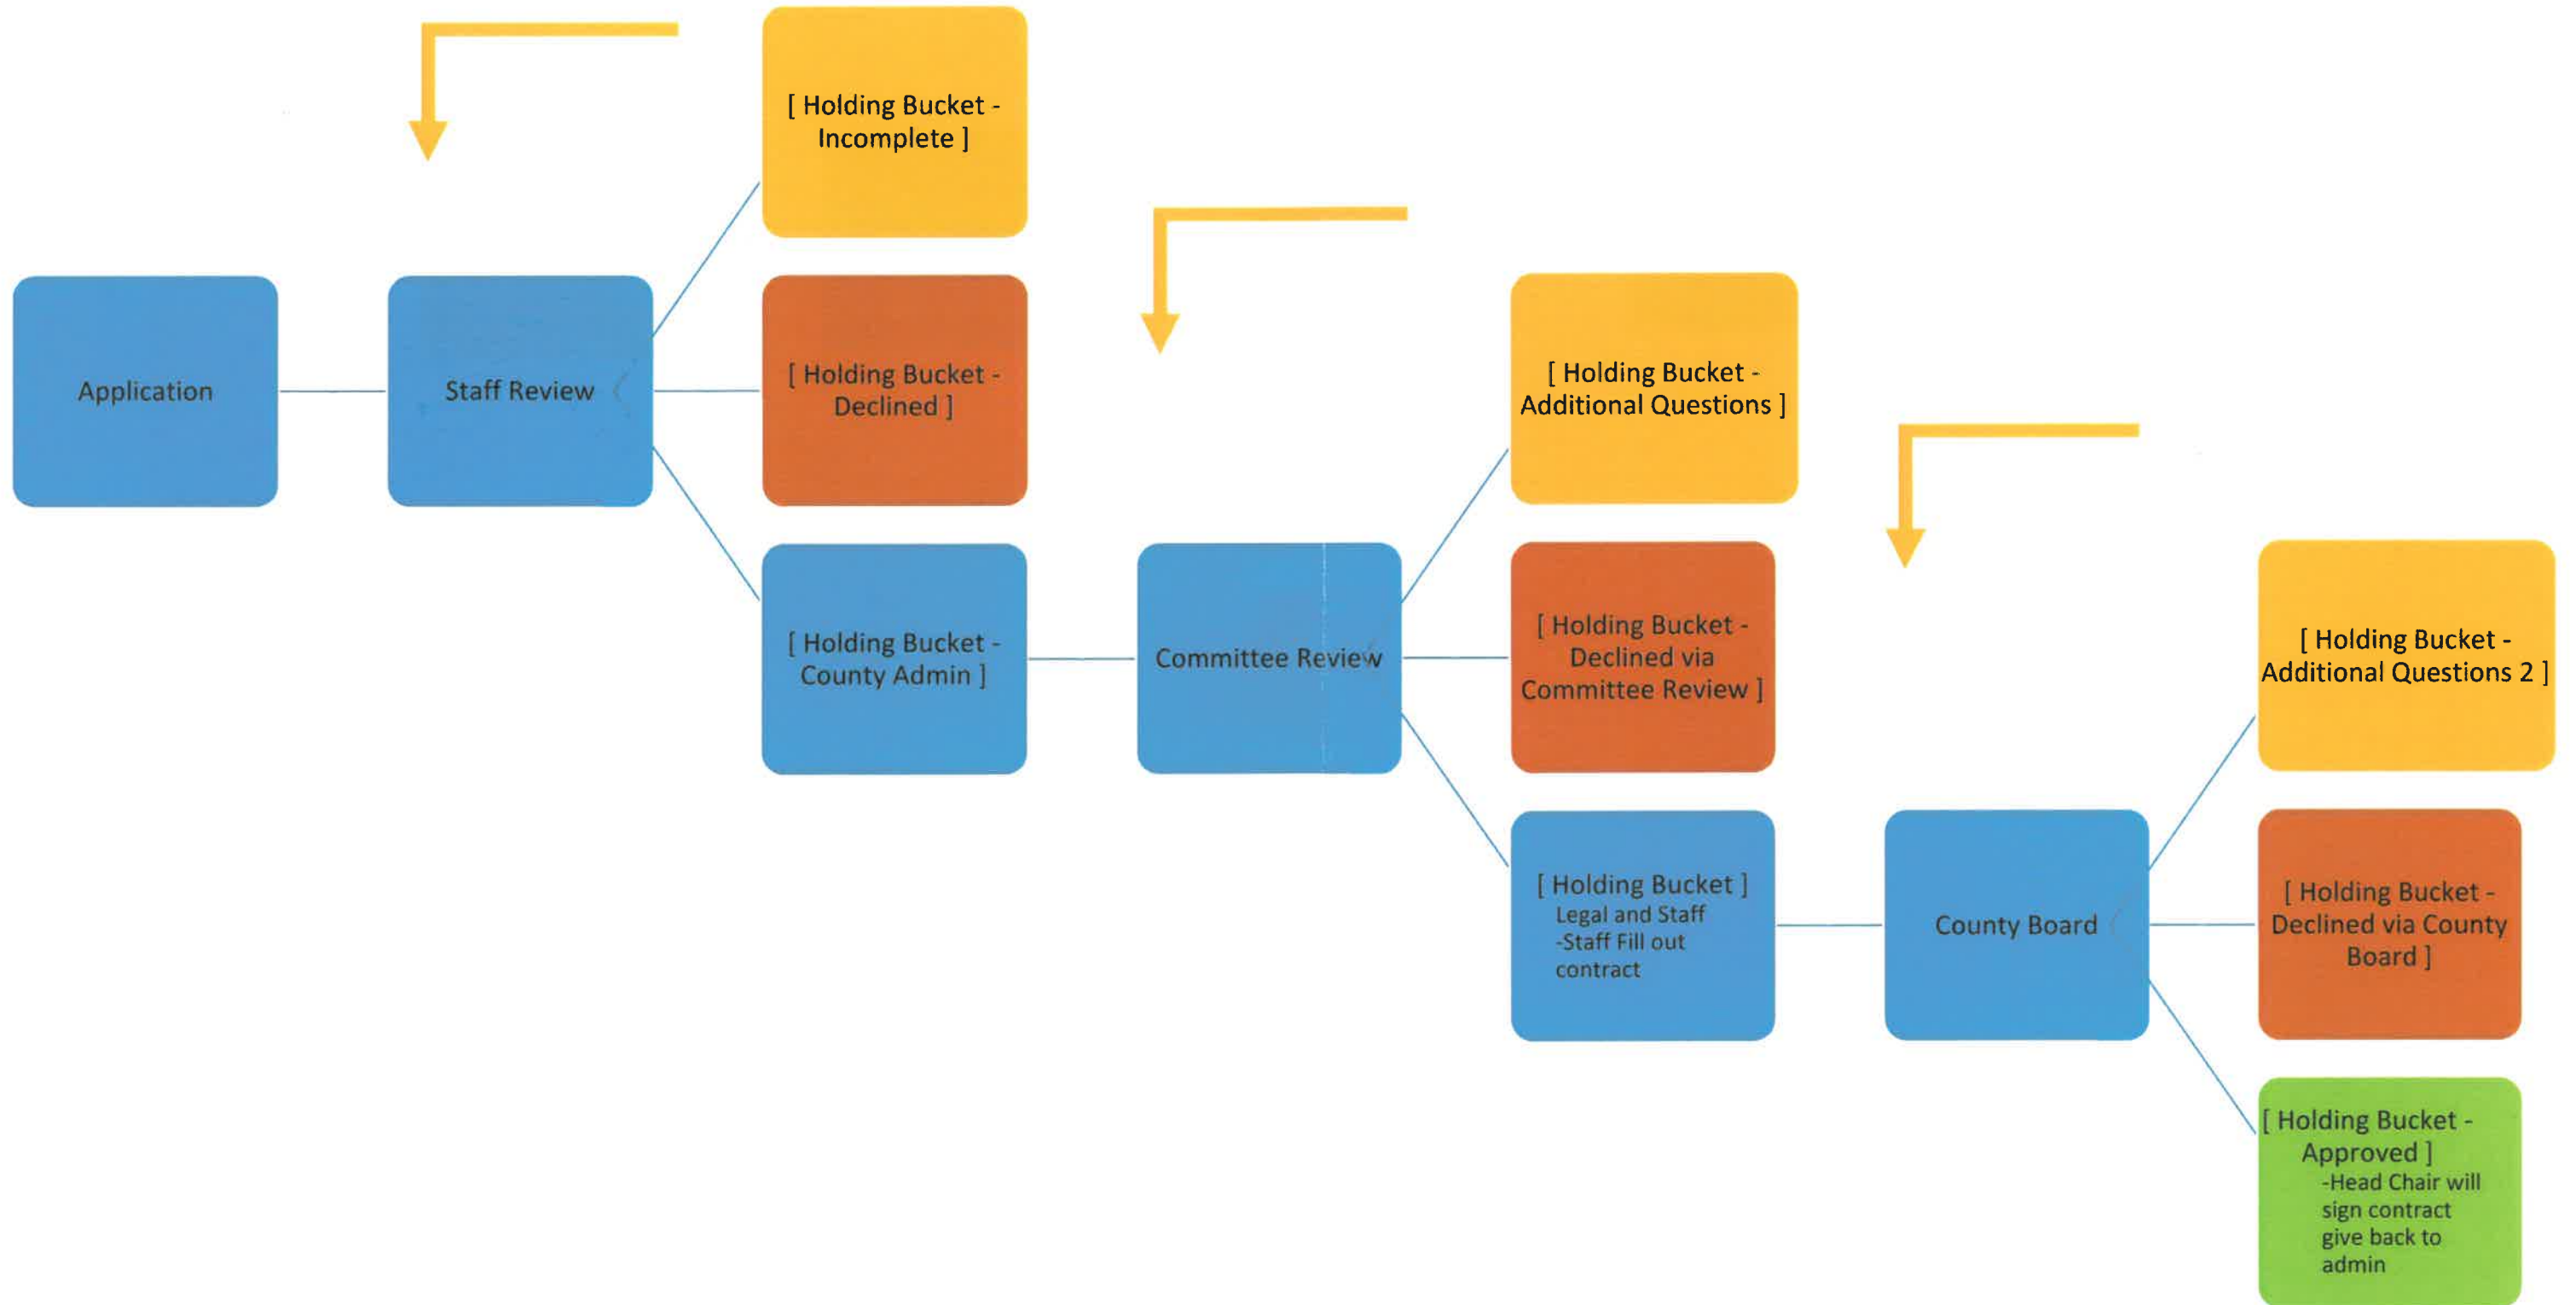 [ Holding Bucket -
Incomplete ]
Application
Staff Review
[ Holding Bucket -
Declined ]
[ Holding Bucket -
Additional Questions ]
[ Holding Bucket -
County Admin ]
Committee Review
[ Holding Bucket -
Declined via
Committee Review ]
[ Holding Bucket -
Additional Questions 2 ]
[ Holding Bucket ]
Legal and Staff
-Staff Fill out
contract
County Board
[ Holding Bucket -
Declined via County
Board ]
[ Holding Bucket -
Approved ]
-Head Chair will
sign contract
give back to
admin